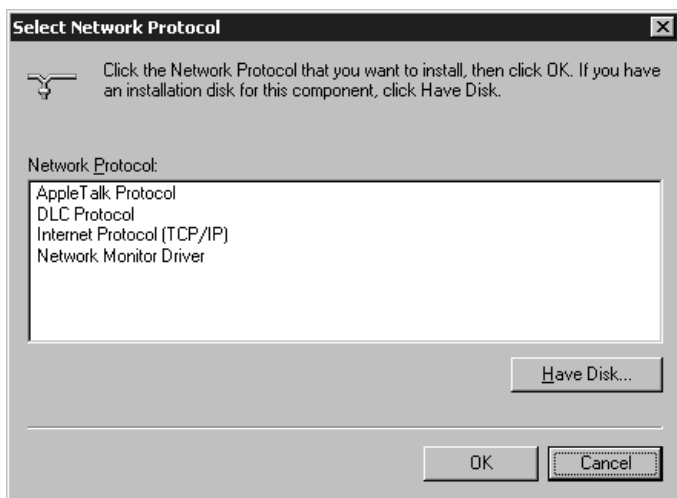 Select Network Protocol
Click the Network Protocol that you want to install, then click OK. If you have
an installation disk for this component, click Have Disk.
Network Protocol:
AppleTalk Protocol
DLC Protocol
Internet Protocol (TCP/IP)
Network Monitor Driver
Have Disk...
OK
Cancel